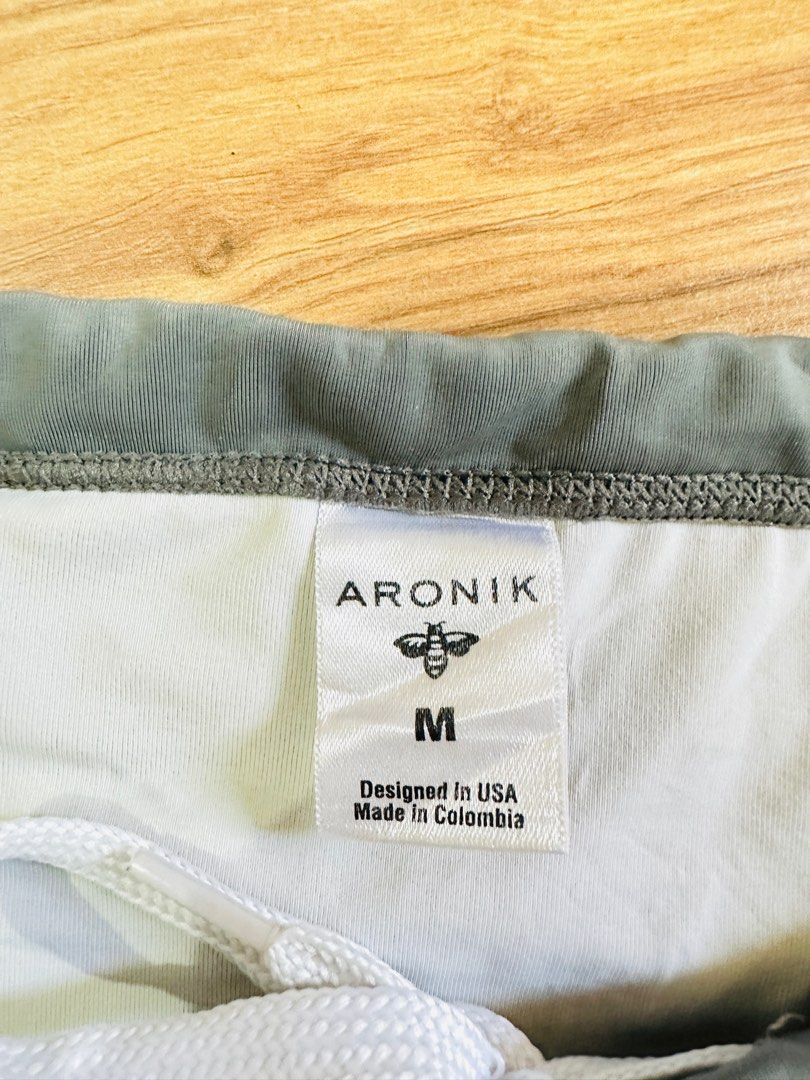 ARONIK
M
Designed in USA
Made in Colombia